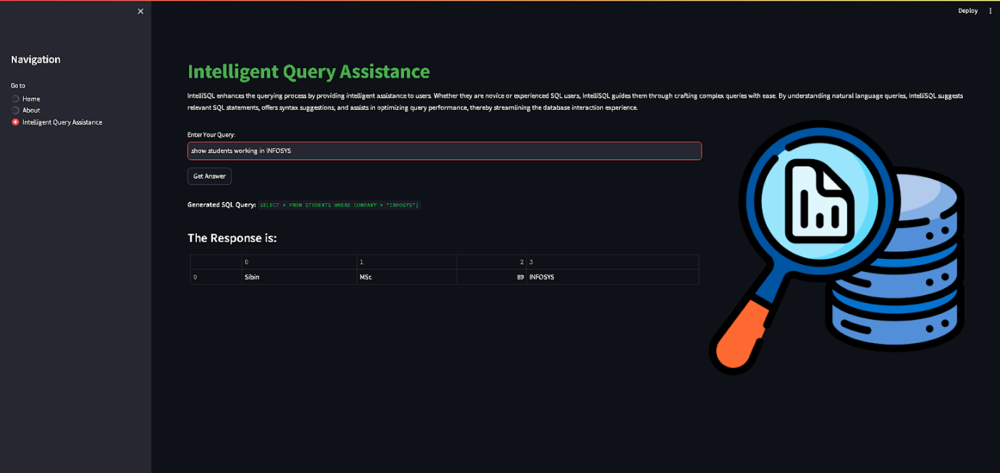 Deploy
Navigation
Go to
Home
About
Intelligent Query Assistance
Intelligent Query Assistance
IntelliSQL enhances the querying process by providing intelligent assistance to users. Whether they are novice or experienced SQL users, IntelliSQL guides them through crafting complex queries with ease. By understanding natural language queries, IntelliSQL suggests
relevant SQL statements, offers syntax suggestions, and assists in optimizing query performance, thereby streamlining the database interaction experience.
Enter Your Query:
show students working in INFOSYS
Get Answer
Generated SQL Query: SELECT * FROM STUDENTS WHERE COMPANY = "INFOSYS";
The Response is:
0 1 2 3
0 Sibin MSc 89 INFOSYS